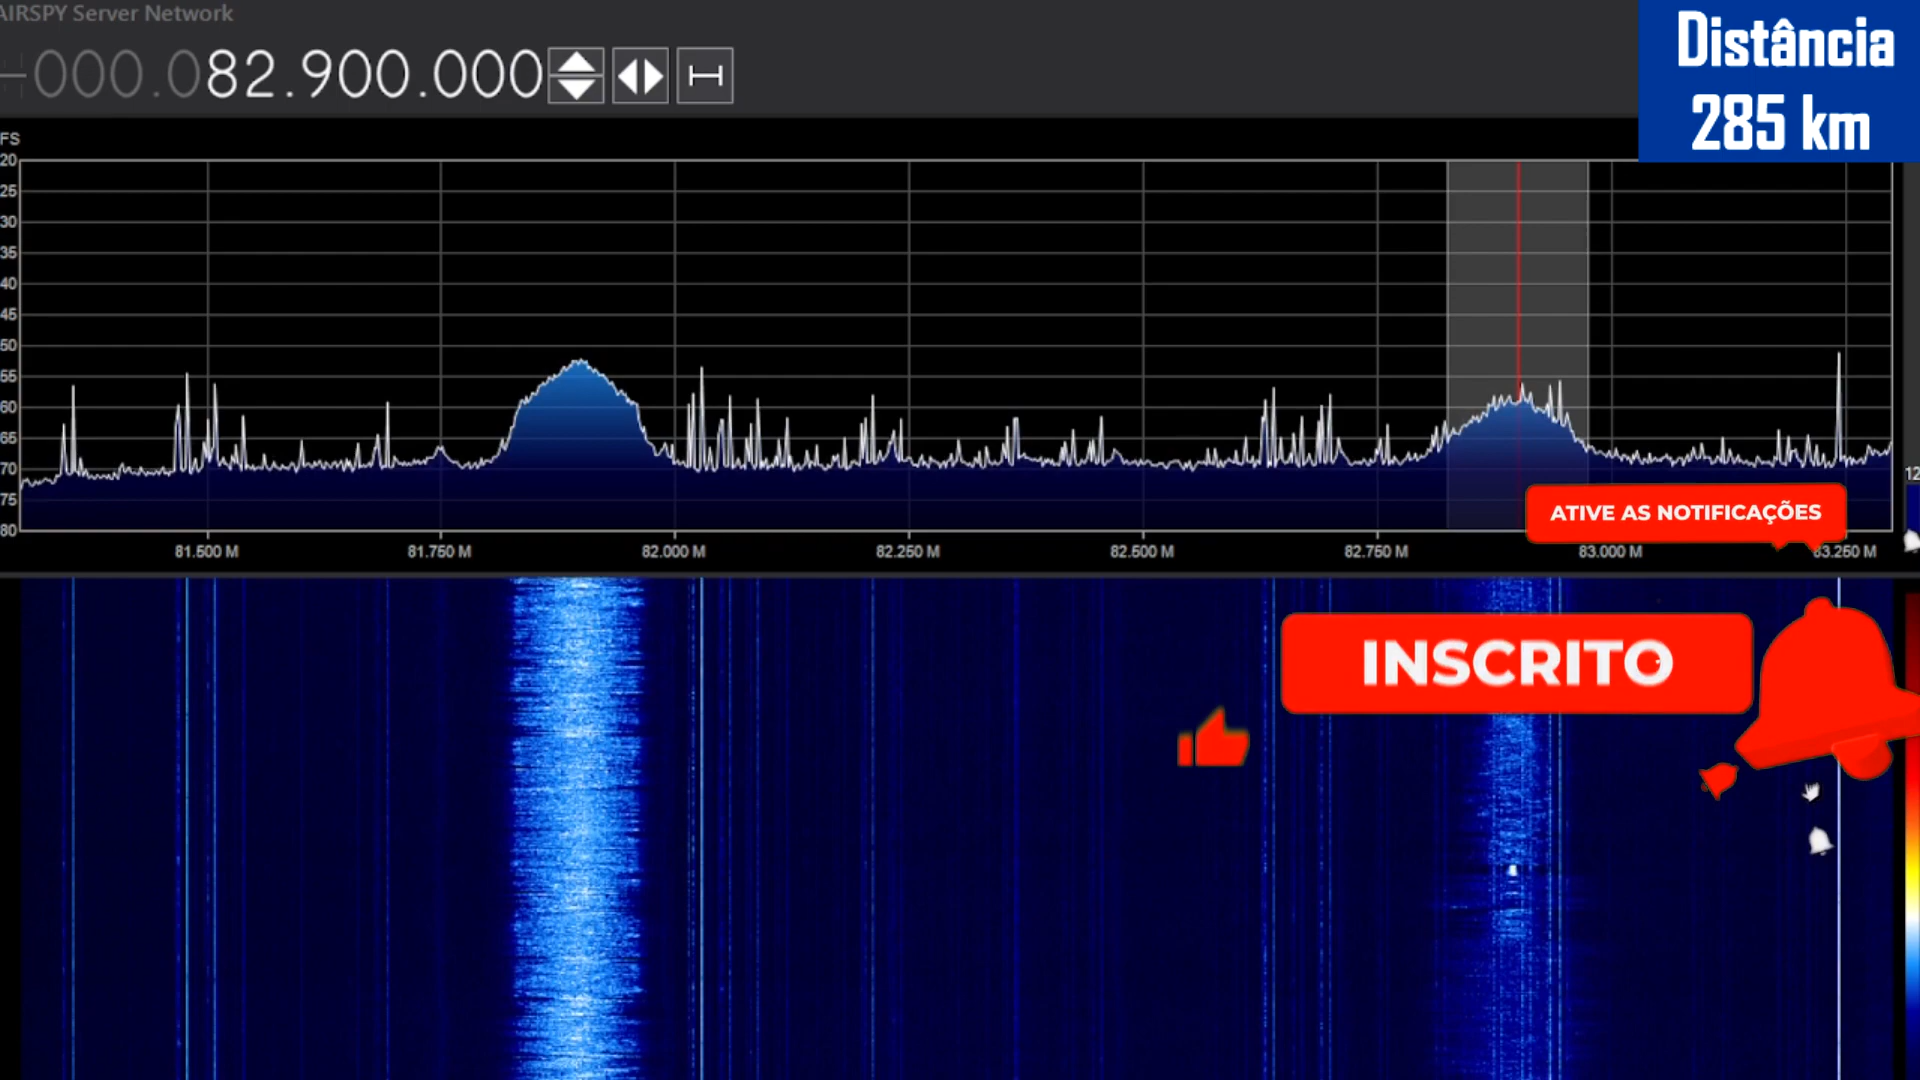 AIRSPY Server Network
000.082.900.000
Distância
285 km
FS
20
25
30
35
40
45
50
55
60
65
70
75
80
12
81.500 M
81.750 M
82.000 M
82.250 M
82.500 M
82.750 M
83.000 M
83.250 M
ATIVE AS NOTIFICAÇÕES
INSCRITO